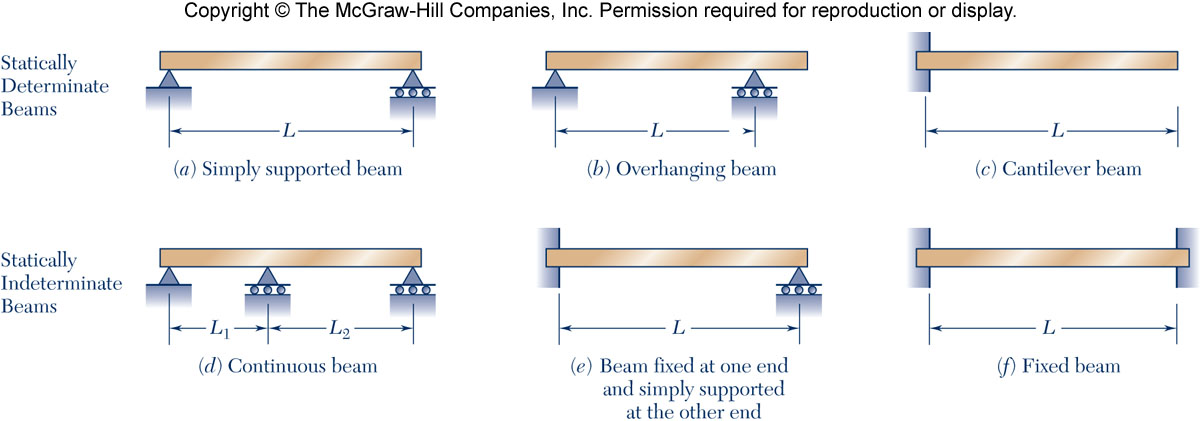 Copyright © The McGraw-Hill Companies, Inc. Permission required for reproduction or display.
Statically
Determinate
Beams
L
(a) Simply supported beam
L
(b) Overhanging beam
L
(c) Cantilever beam
Statically
Indeterminate
Beams
L₁
L₂
(d) Continuous beam
L
(e) Beam fixed at one end
and simply supported
at the other end
L
(f) Fixed beam